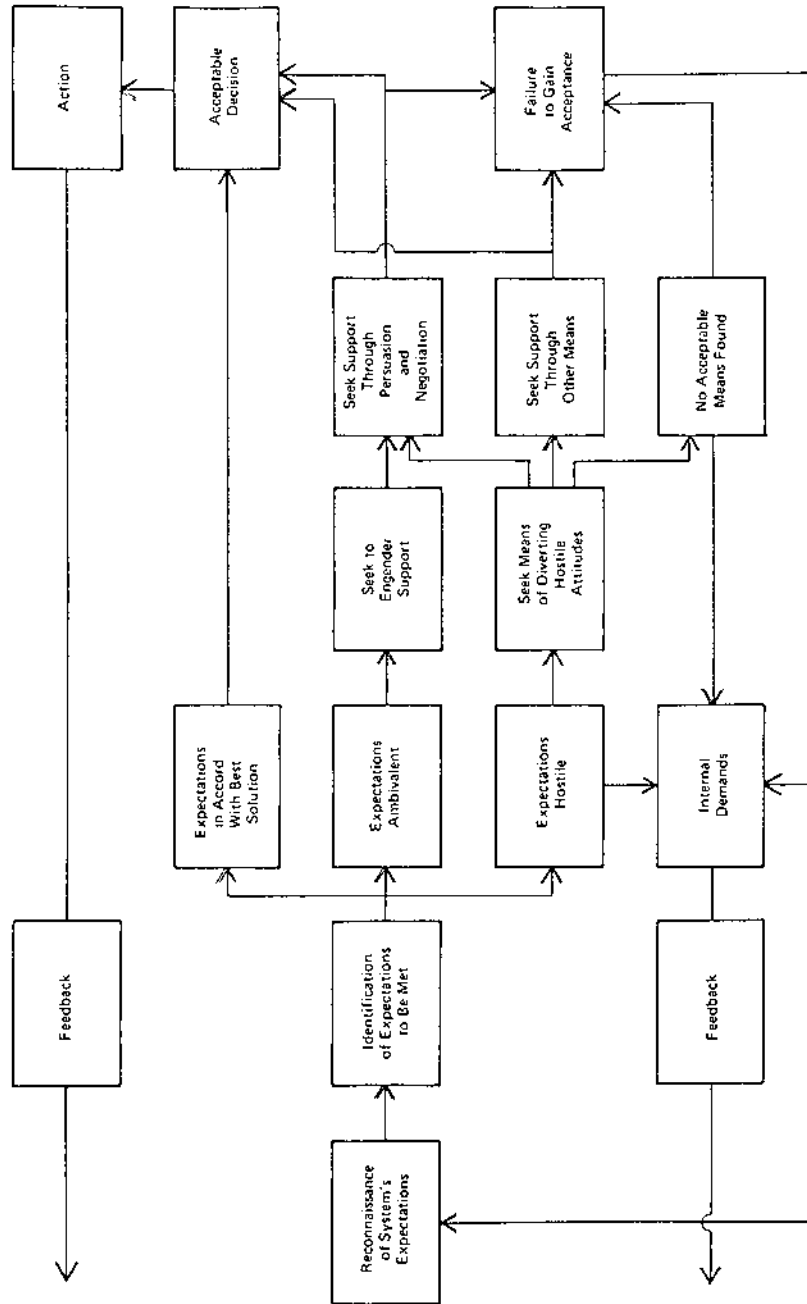 Feedback
Action
Acceptable
Decision
Expectations
in Accord
With Best
Solution
Reconnaissance
of System's
Expectations
Identification
of Expectations
to Be Met
Expectations
Ambivalent
Seek to
Engender
Support
Seek Support
Through
Persuasion
and
Negotiation
Expectations
Hostile
Seek Means
of Diverting
Hostile
Attitudes
Seek Support
Through
Other Means
Failure
to Gain
Acceptance
Feedback
Internal
Demands
No Acceptable
Means Found